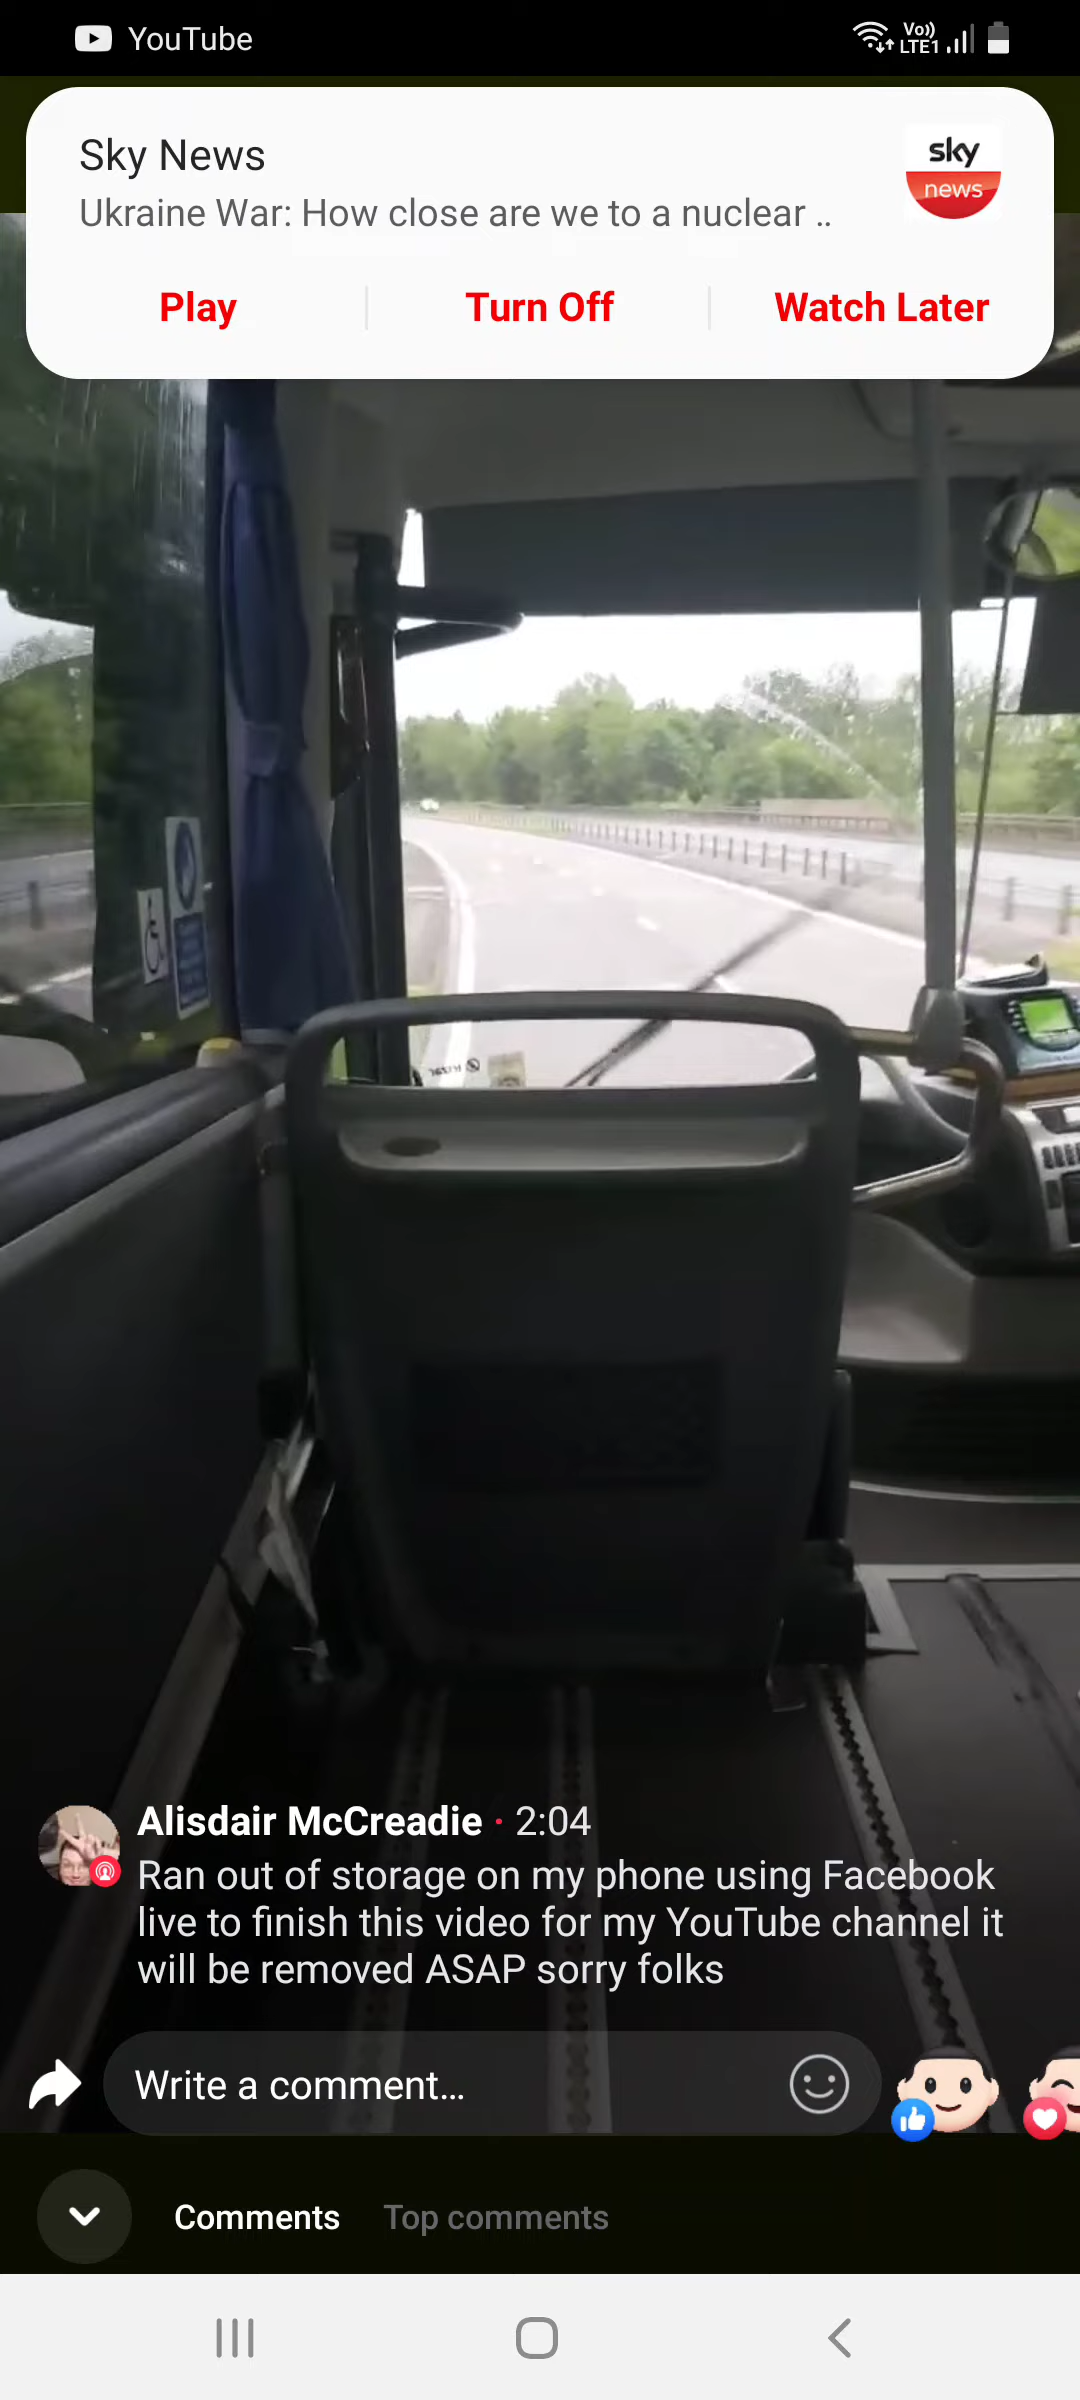 YouTube
Vo))
LTE1
Sky News
Ukraine War: How close are we to a nuclear ..
sky
news
Play
Turn Off
Watch Later
Alisdair McCreadie · 2:04
Ran out of storage on my phone using Facebook
live to finish this video for my YouTube channel it
will be removed ASAP sorry folks
Write a comment...
Comments
Top comments